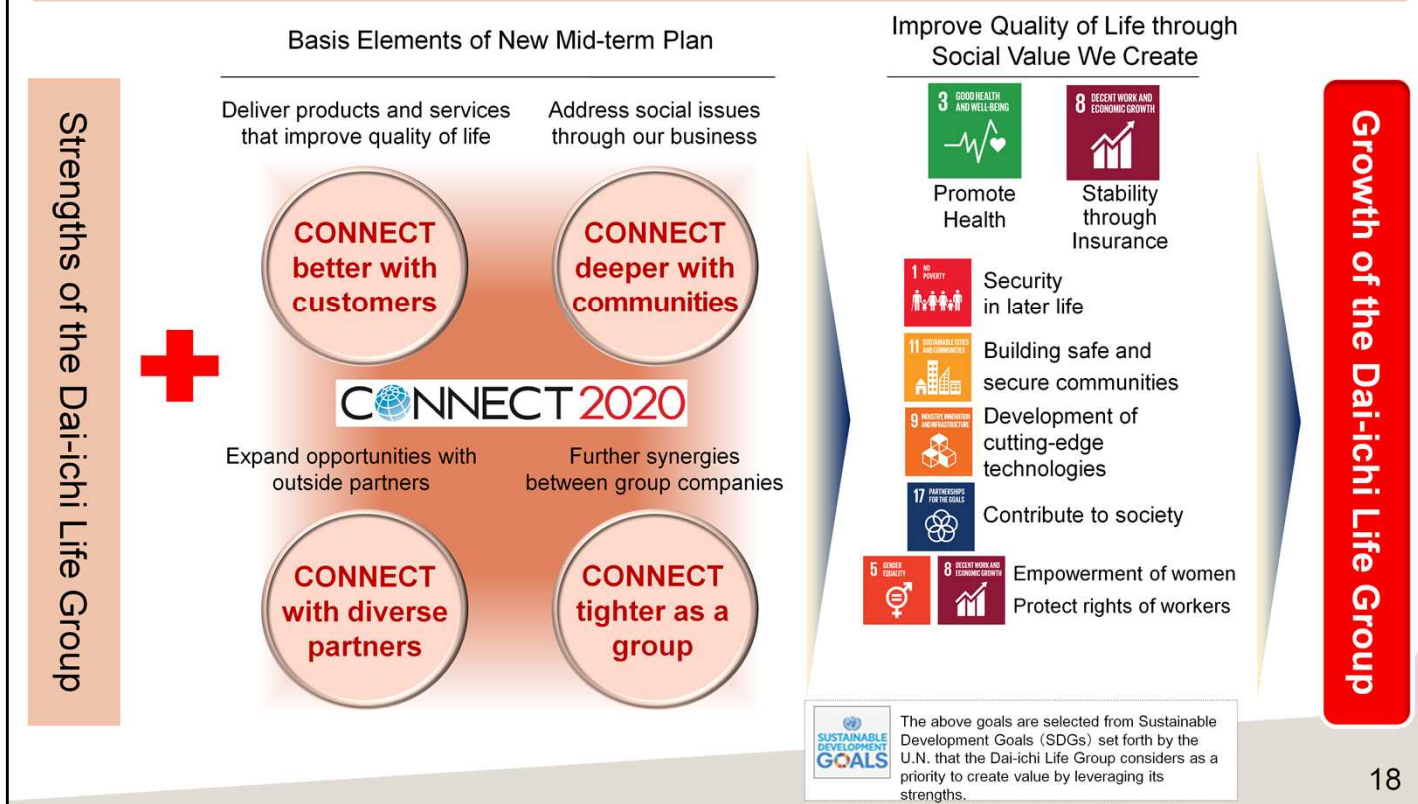 Strengths of the Dai-ichi Life Group
Basis Elements of New Mid-term Plan
Deliver products and services
that improve quality of life
Address social issues
through our business
CONNECT
better with
customers
CONNECT
deeper with
communities
CONNECT 2020
Expand opportunities with
outside partners
Further synergies
between group companies
CONNECT
with diverse
partners
CONNECT
tighter as a
group
Improve Quality of Life through
Social Value We Create
3 GOOD HEALTH
AND WELL-BEING
Promote
Health
8 DECENT WORK AND
ECONOMIC GROWTH
Stability
through
Insurance
1 NO
POVERTY
Security
in later life
11 SUSTAINABLE CITIES
AND COMMUNITIES
Building safe and
secure communities
9 INDUSTRY, INNOVATION
AND INFRASTRUCTURE
Development of
cutting-edge
technologies
17 PARTNERSHIPS
FOR THE GOALS
Contribute to society
5 GENDER
EQUALITY
8 DECENT WORK AND
ECONOMIC GROWTH
Empowerment of women
Protect rights of workers
SUSTAINABLE
DEVELOPMENT
GOALS
The above goals are selected from Sustainable
Development Goals（SDGs）set forth by the
U.N. that the Dai-ichi Life Group considers as a
priority to create value by leveraging its
strengths.
Growth of the Dai-ichi Life Group
18